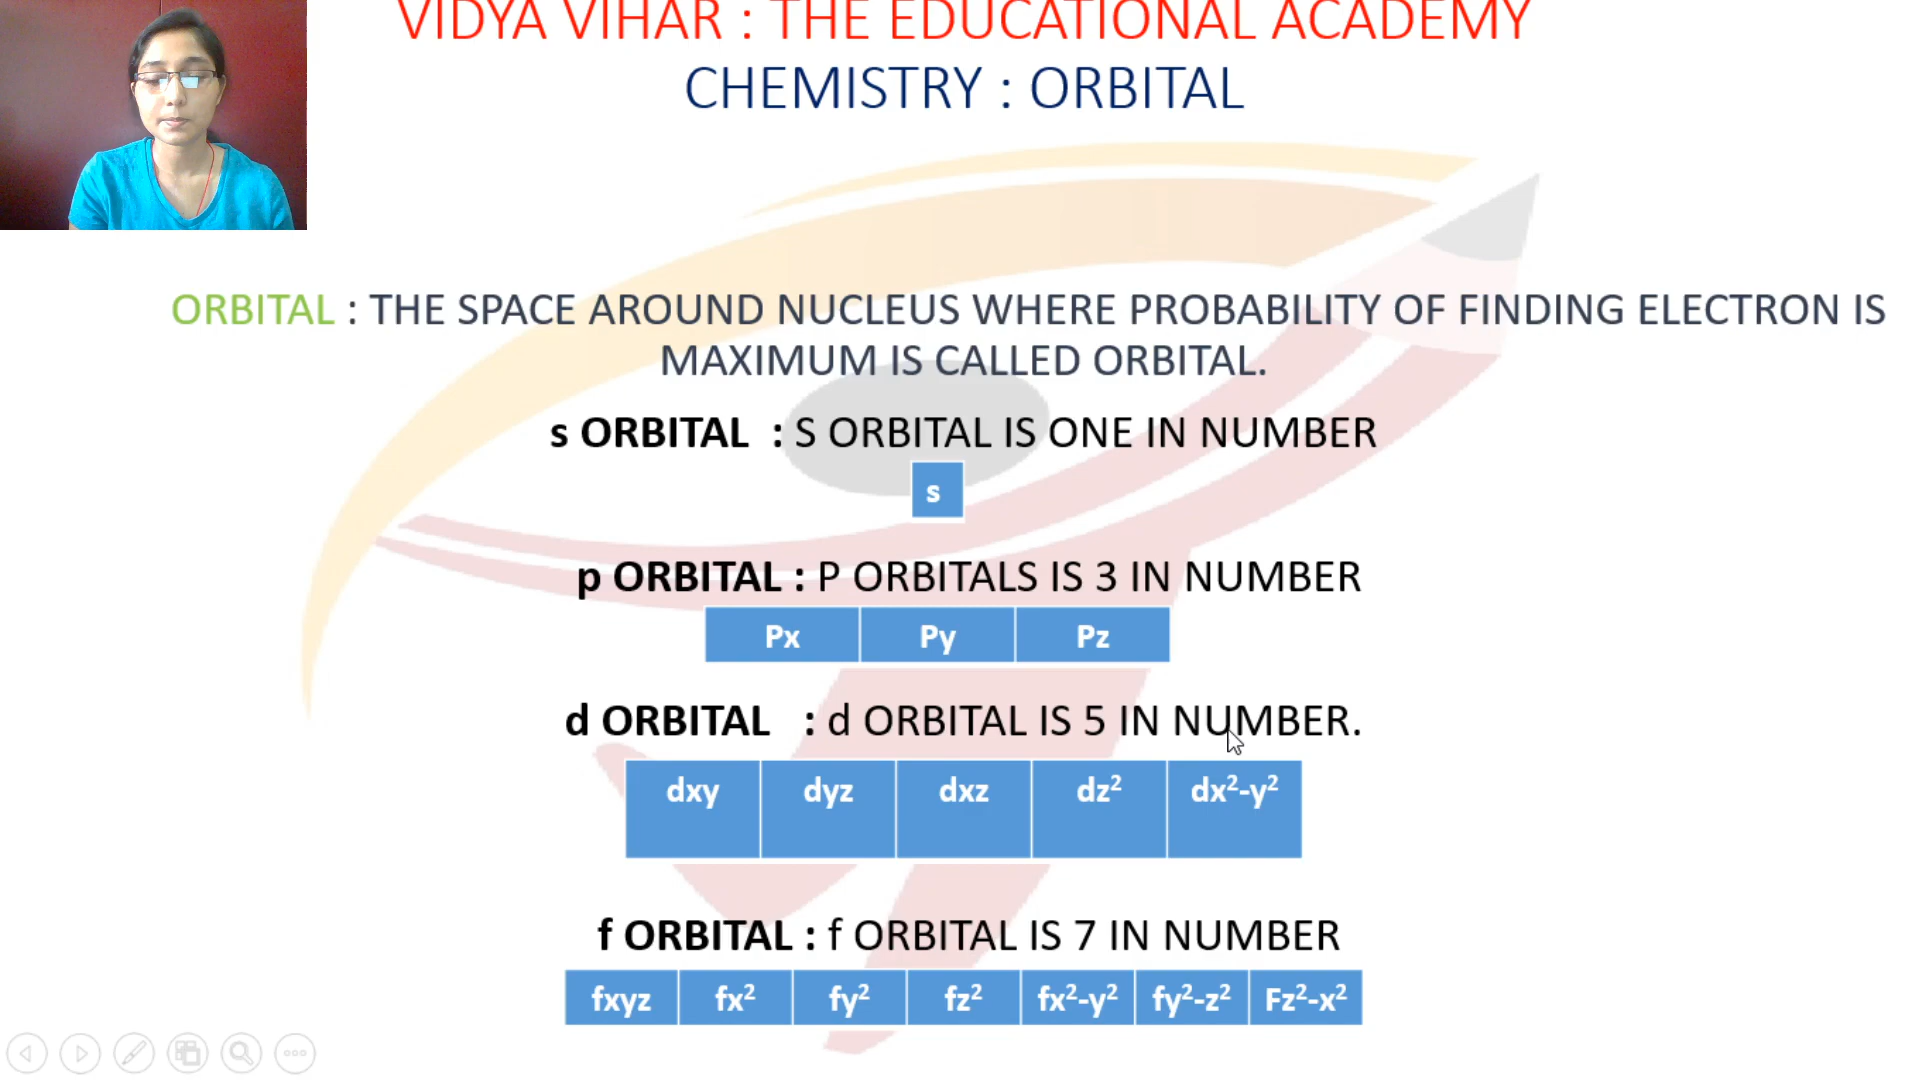 VIDYA VIHAR : THE EDUCATIONAL ACADEMY
CHEMISTRY : ORBITAL
ORBITAL : THE SPACE AROUND NUCLEUS WHERE PROBABILITY OF FINDING ELECTRON IS
MAXIMUM IS CALLED ORBITAL.
s ORBITAL : S ORBITAL IS ONE IN NUMBER
s
p ORBITAL : P ORBITALS IS 3 IN NUMBER
Px Py Pz
d ORBITAL : d ORBITAL IS 5 IN NUMBER.
dxy dyz dxz dz² dx²-y²
f ORBITAL : f ORBITAL IS 7 IN NUMBER
fxyz fx² fy² fz² fx²-y² fy²-z² Fz²-x²